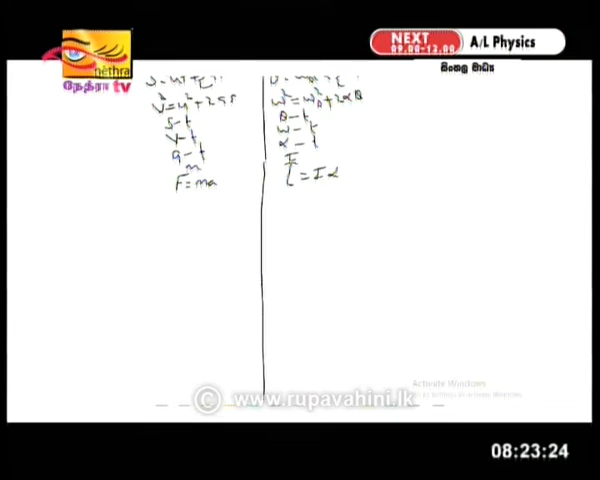 NEXT
09.00-12.00
A/L Physics
සිංහල මාධ්‍ය
nēthra
நேத்ரா tv
v² = u² + 2as
s - t
v - t
a - t
m
F = ma
ω² = ω₀² + 2αθ
θ - t
ω - t
α - t
I
τ = Iα
Activate Windows
© www.rupavahini.lk
08:23:24